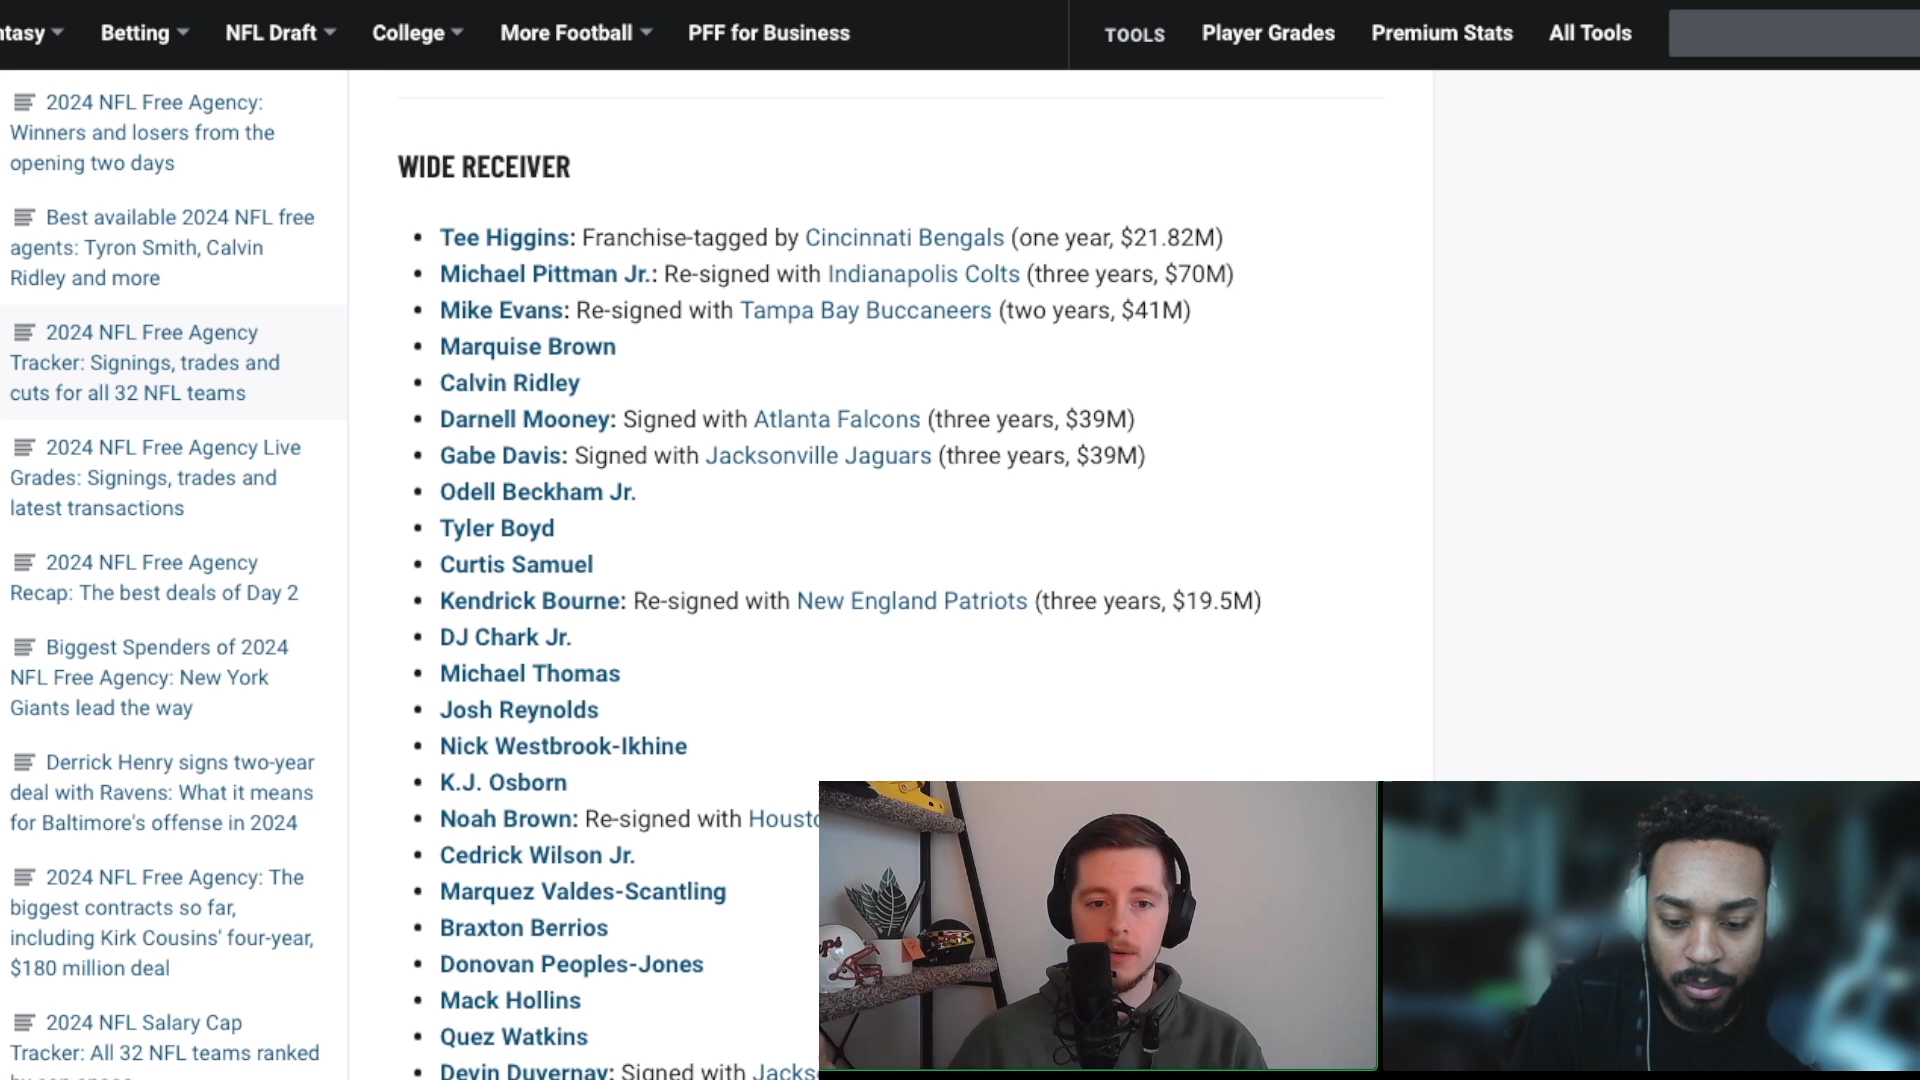 Betting
NFL Draft
College
More Football
PFF for Business
TOOLS
Player Grades
Premium Stats
All Tools
2024 NFL Free Agency:
Winners and losers from the
opening two days
Best available 2024 NFL free
agents: Tyron Smith, Calvin
Ridley and more
2024 NFL Free Agency
Tracker: Signings, trades and
cuts for all 32 NFL teams
2024 NFL Free Agency Live
Grades: Signings, trades and
latest transactions
2024 NFL Free Agency
Recap: The best deals of Day 2
Biggest Spenders of 2024
NFL Free Agency: New York
Giants lead the way
Derrick Henry signs two-year
deal with Ravens: What it means
for Baltimore's offense in 2024
2024 NFL Free Agency: The
biggest contracts so far,
including Kirk Cousins' four-year,
$180 million deal
2024 NFL Salary Cap
Tracker: All 32 NFL teams ranked
WIDE RECEIVER
Tee Higgins: Franchise-tagged by Cincinnati Bengals (one year, $21.82M)
Michael Pittman Jr.: Re-signed with Indianapolis Colts (three years, $70M)
Mike Evans: Re-signed with Tampa Bay Buccaneers (two years, $41M)
Marquise Brown
Calvin Ridley
Darnell Mooney: Signed with Atlanta Falcons (three years, $39M)
Gabe Davis: Signed with Jacksonville Jaguars (three years, $39M)
Odell Beckham Jr.
Tyler Boyd
Curtis Samuel
Kendrick Bourne: Re-signed with New England Patriots (three years, $19.5M)
DJ Chark Jr.
Michael Thomas
Josh Reynolds
Nick Westbrook-Ikhine
K.J. Osborn
Noah Brown: Re-signed with
Cedrick Wilson Jr.
Marquez Valdes-Scantling
Braxton Berrios
Donovan Peoples-Jones
Mack Hollins
Quez Watkins
Devin Duvernay: Signed with